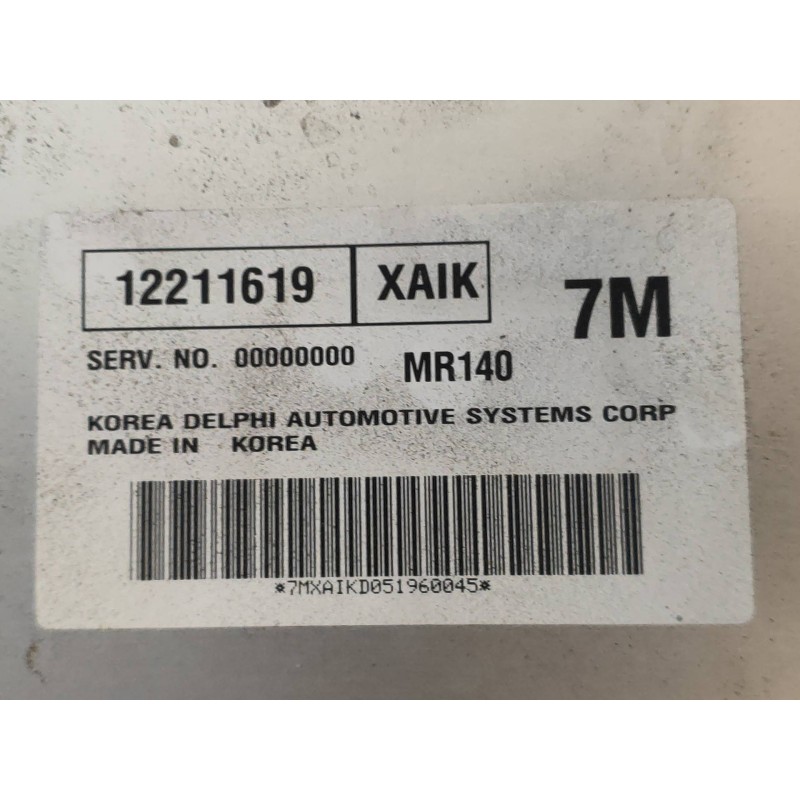 12211619 XAIK 7M
SERV. NO. 00000000 MR140
KOREA DELPHI AUTOMOTIVE SYSTEMS CORP
MADE IN KOREA
*7MXAIKD051960045*